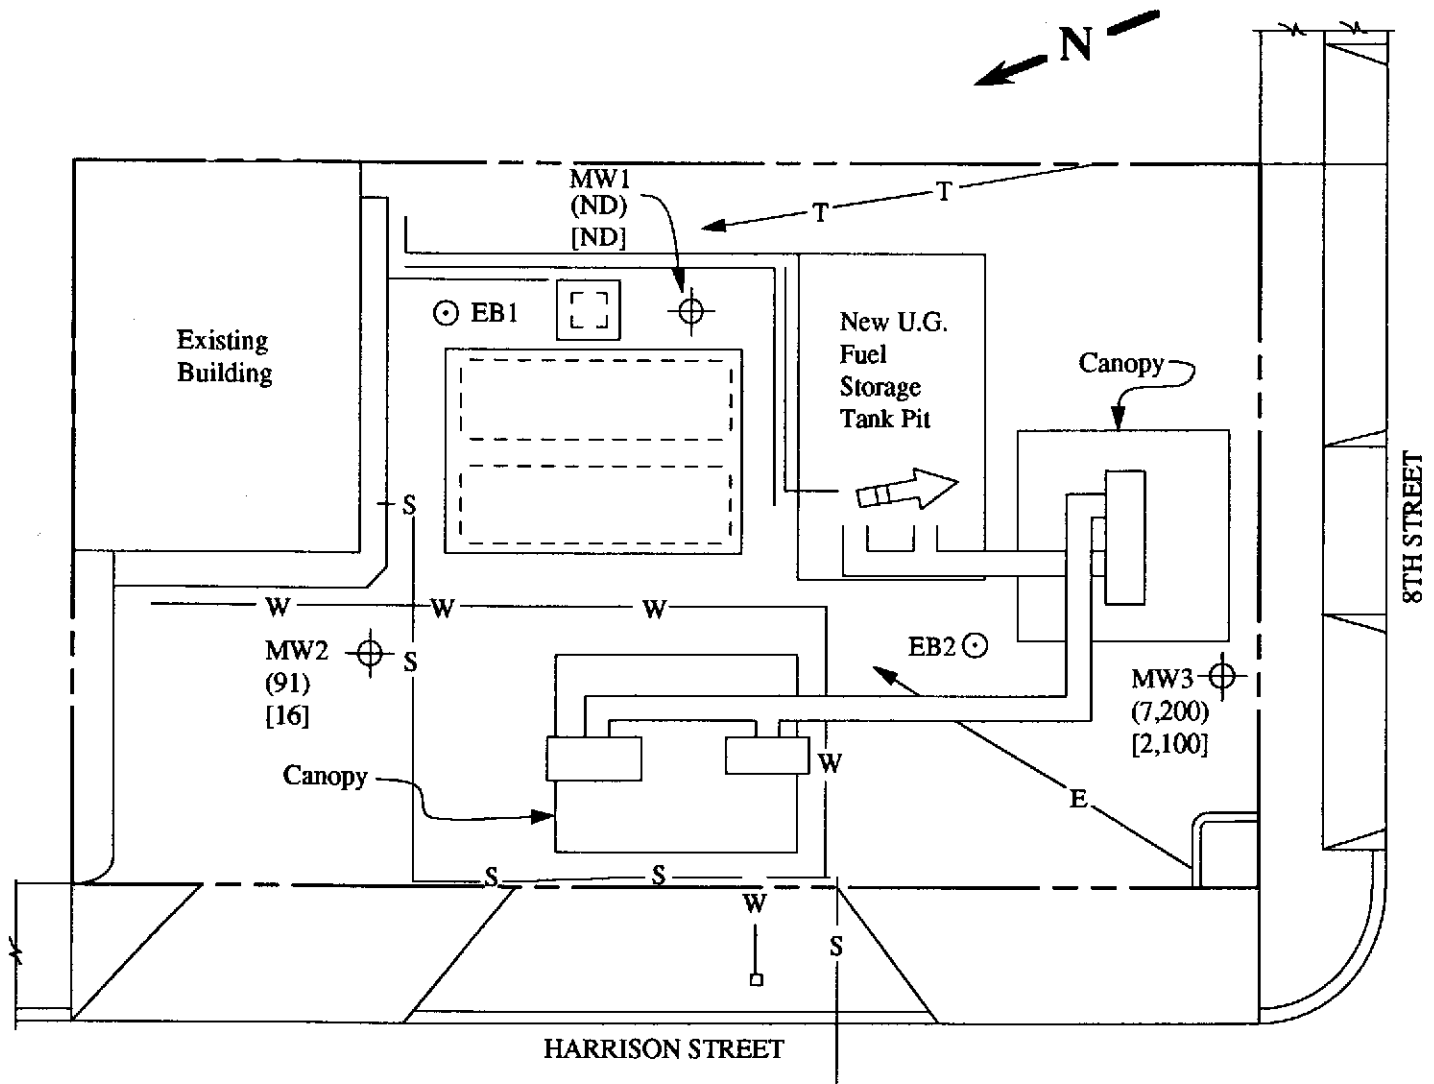 N
T
T
MW1
(ND)
[ND]
EB1
New U.G.
Fuel
Storage
Tank Pit
Existing
Building
Canopy
8TH STREET
S
W
W
W
MW2
(91)
[16]
S
EB2
MW3
(7,200)
[2,100]
Canopy
W
E
S
S
W
S
HARRISON STREET